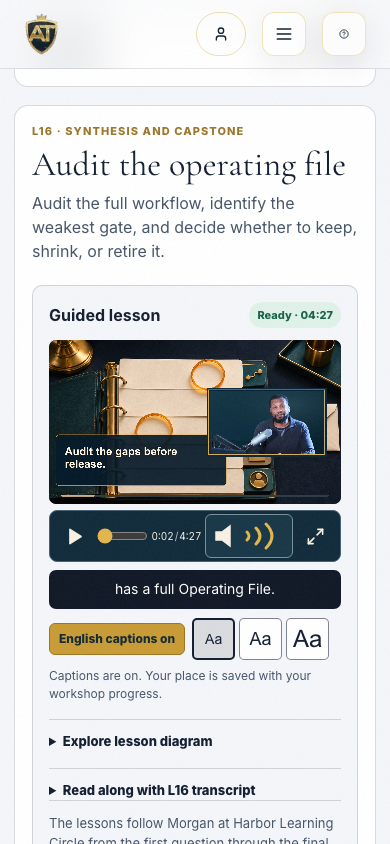 AT
L16 · SYNTHESIS AND CAPSTONE
Audit the operating file
Audit the full workflow, identify the
weakest gate, and decide whether to keep,
shrink, or retire it.
Guided lesson
Ready · 04:27
Audit the gaps before
release.
0:02/4:27
has a full Operating File.
English captions on
Aa
Aa
Aa
Captions are on. Your place is saved with your
workshop progress.
Explore lesson diagram
Read along with L16 transcript
The lessons follow Morgan at Harbor Learning
Circle from the first question through the final